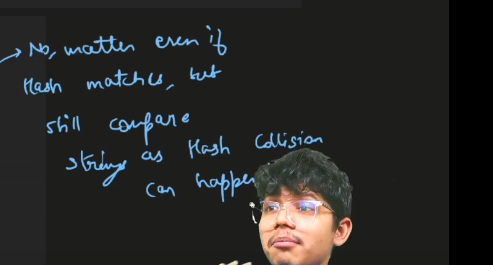 → No, matter even if
Hash matches, but
still compare
strings as Hash Collision
can happen